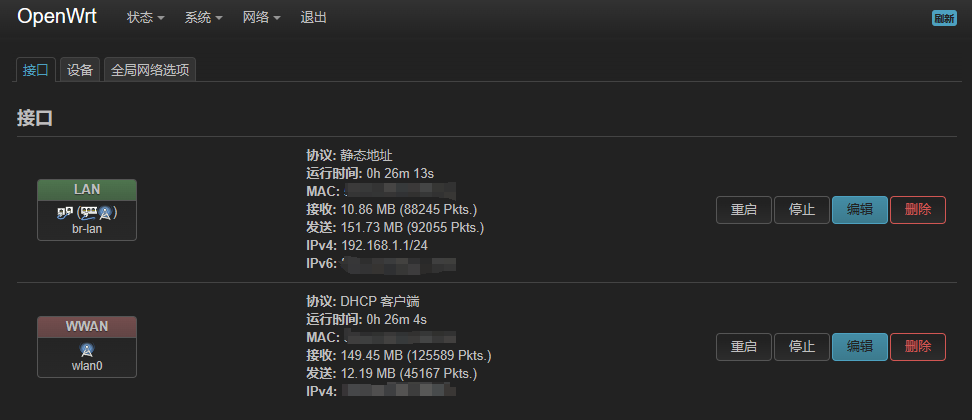 OpenWrt 状态 系统 网络 退出 刷新
接口 设备 全局网络选项
接口
协议: 静态地址
运行时间: 0h 26m 13s
LAN
MAC:
接收: 10.86 MB (88245 Pkts.)
重启 停止 编辑 删除
br-lan
发送: 151.73 MB (92055 Pkts.)
IPv4: 192.168.1.1/24
IPv6:
协议: DHCP 客户端
运行时间: 0h 26m 4s
WWAN
MAC:
接收: 149.45 MB (125589 Pkts.)
重启 停止 编辑 删除
wlan0
发送: 12.19 MB (45167 Pkts.)
IPv4: